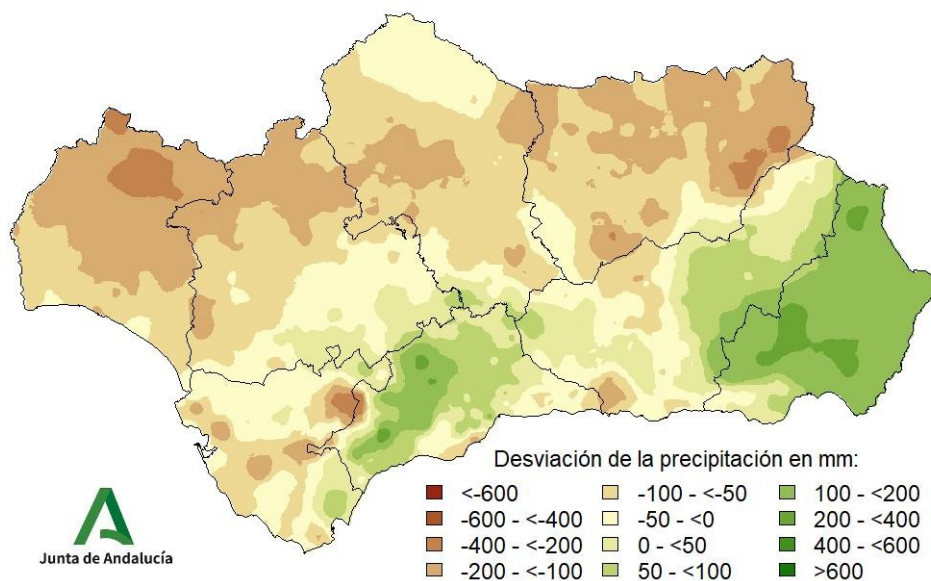 Desviación de la precipitación en mm:
<-600
-600 - <-400
-400 - <-200
-200 - <-100
-100 - <-50
-50 - <0
0 - <50
50 - <100
100 - <200
200 - <400
400 - <600
>600
Junta de Andalucía